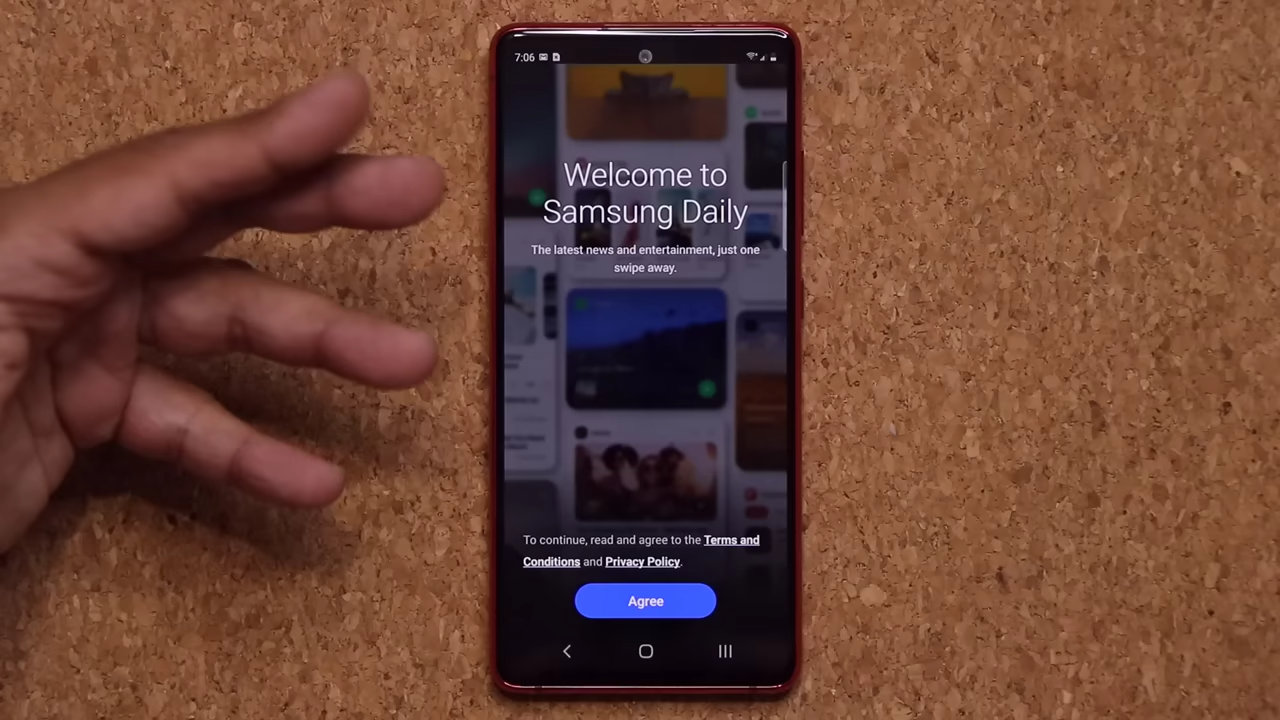 7:06
Welcome to
Samsung Daily
The latest news and entertainment, just one
swipe away.
To continue, read and agree to the Terms and
Conditions and Privacy Policy.
Agree